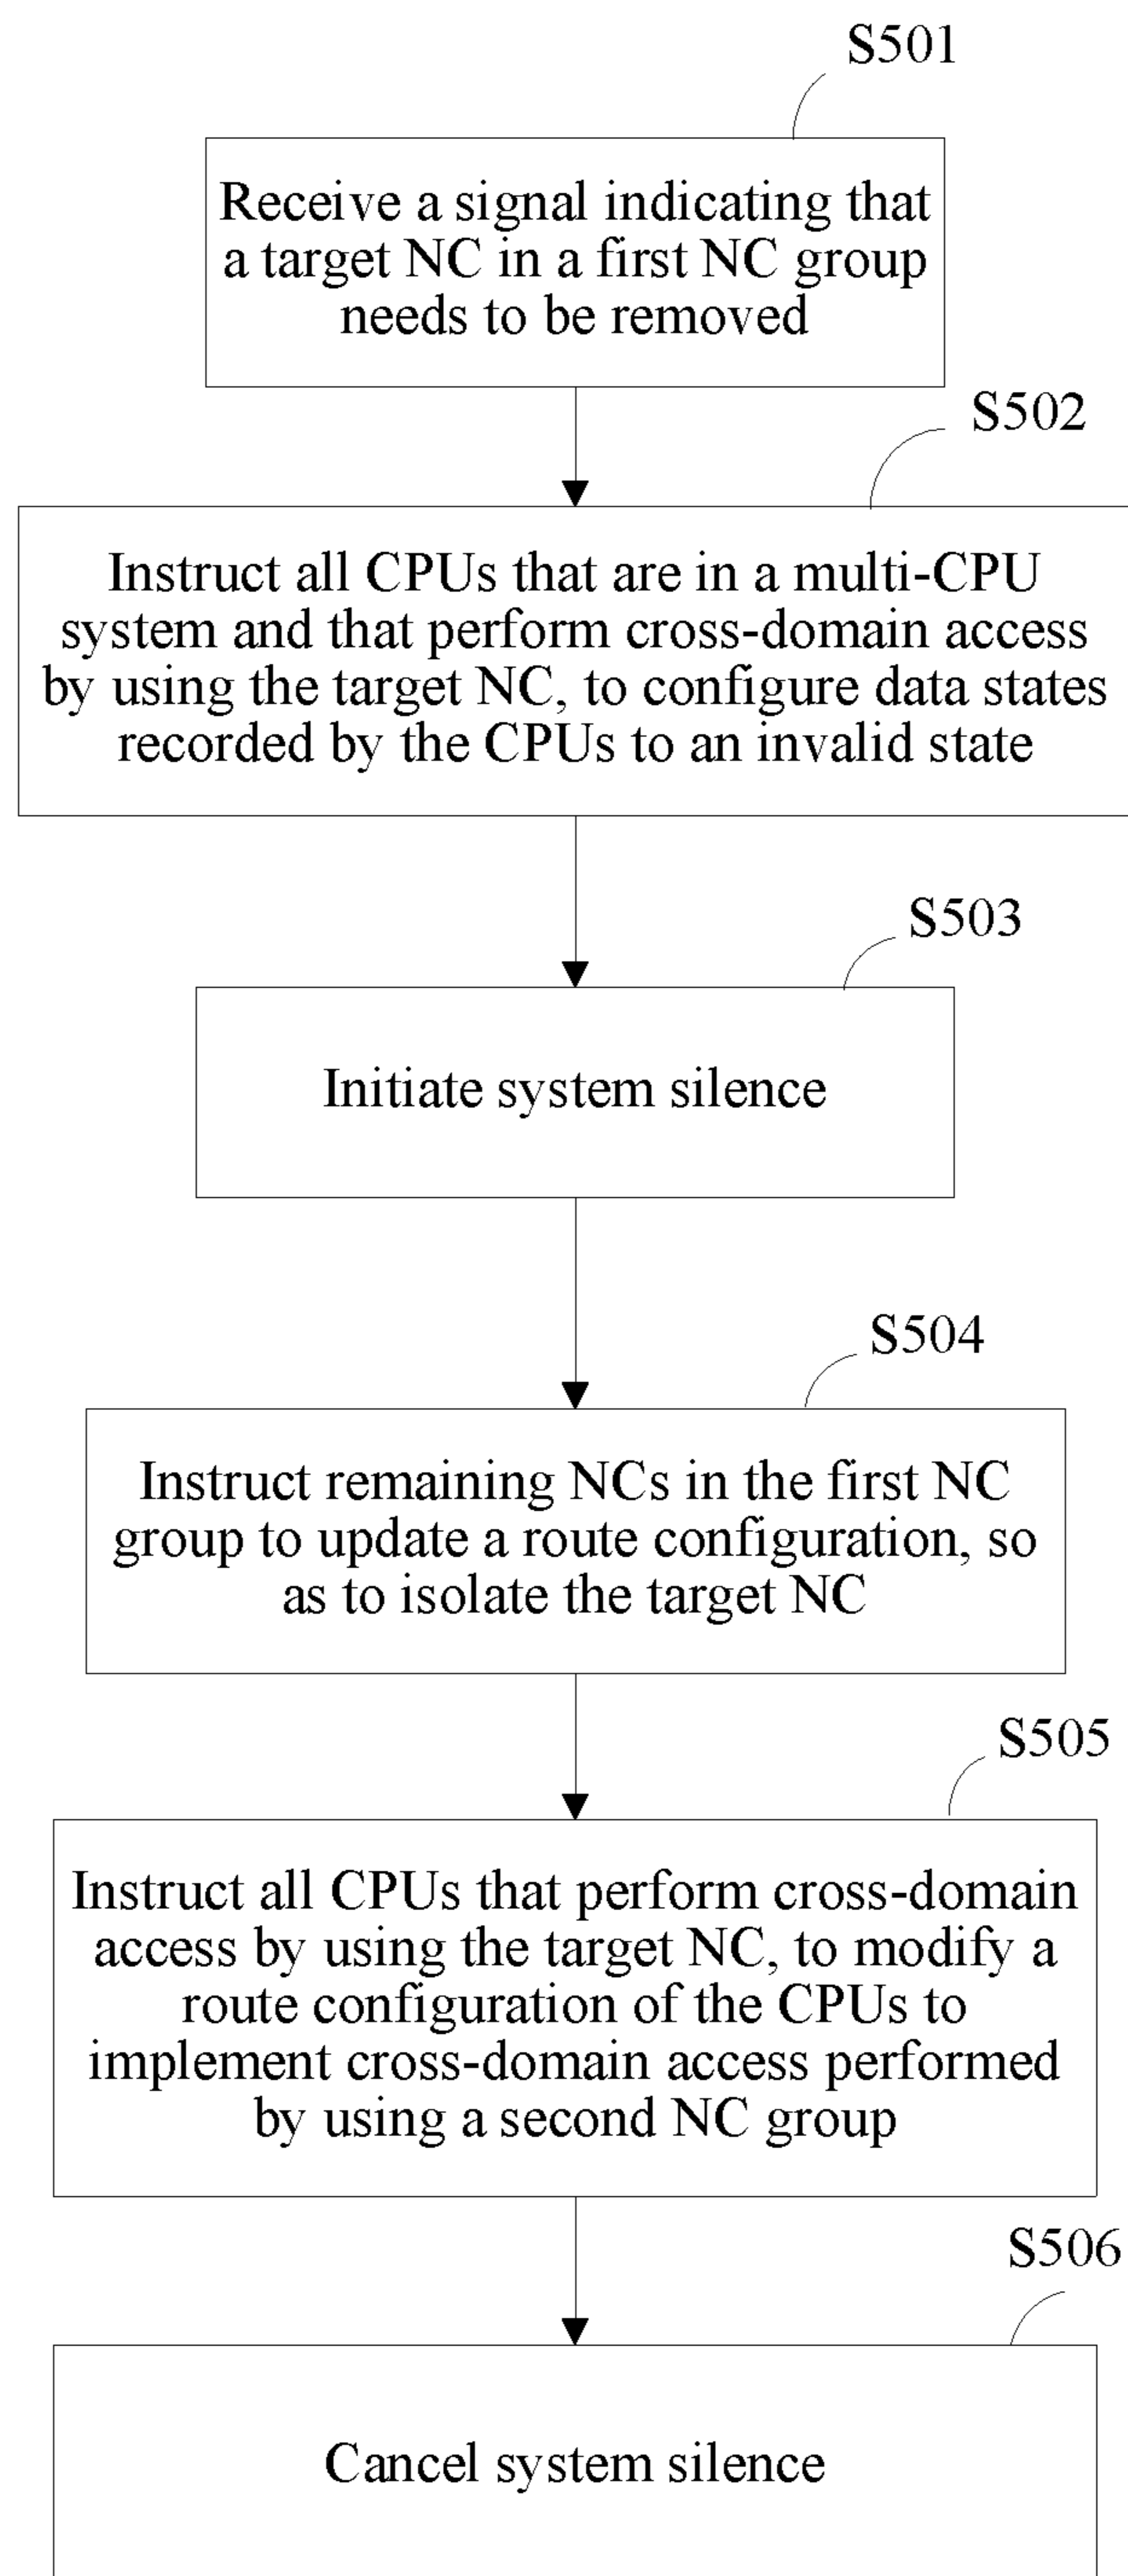 S501
Receive a signal indicating that
a target NC in a first NC group
needs to be removed
S502
Instruct all CPUs that are in a multi-CPU
system and that perform cross-domain access
by using the target NC, to configure data states
recorded by the CPUs to an invalid state
S503
Initiate system silence
S504
Instruct remaining NCs in the first NC
group to update a route configuration, so
as to isolate the target NC
S505
Instruct all CPUs that perform cross-domain
access by using the target NC, to modify a
route configuration of the CPUs to
implement cross-domain access performed
by using a second NC group
S506
Cancel system silence